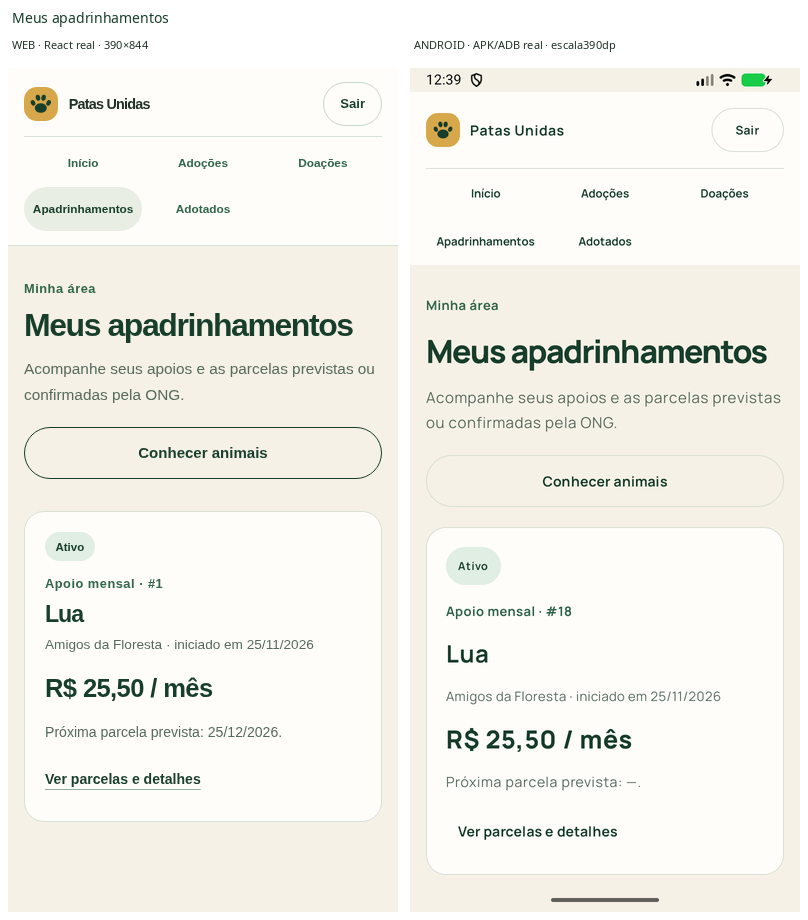 Meus apadrinhamentos
WEB · React real · 390×844
Patas Unidas
Sair
Início
Adoções
Doações
Apadrinhamentos
Adotados
Minha área
Meus apadrinhamentos
Acompanhe seus apoios e as parcelas previstas ou
confirmadas pela ONG.
Conhecer animais
Ativo
Apoio mensal · #1
Lua
Amigos da Floresta · iniciado em 25/11/2026
R$ 25,50 / mês
Próxima parcela prevista: 25/12/2026.
Ver parcelas e detalhes
ANDROID · APK/ADB real · escala390dp
12:39
Patas Unidas
Sair
Início
Adoções
Doações
Apadrinhamentos
Adotados
Minha área
Meus apadrinhamentos
Acompanhe seus apoios e as parcelas previstas
ou confirmadas pela ONG.
Conhecer animais
Ativo
Apoio mensal · #18
Lua
Amigos da Floresta · iniciado em 25/11/2026
R$ 25,50 / mês
Próxima parcela prevista: —.
Ver parcelas e detalhes